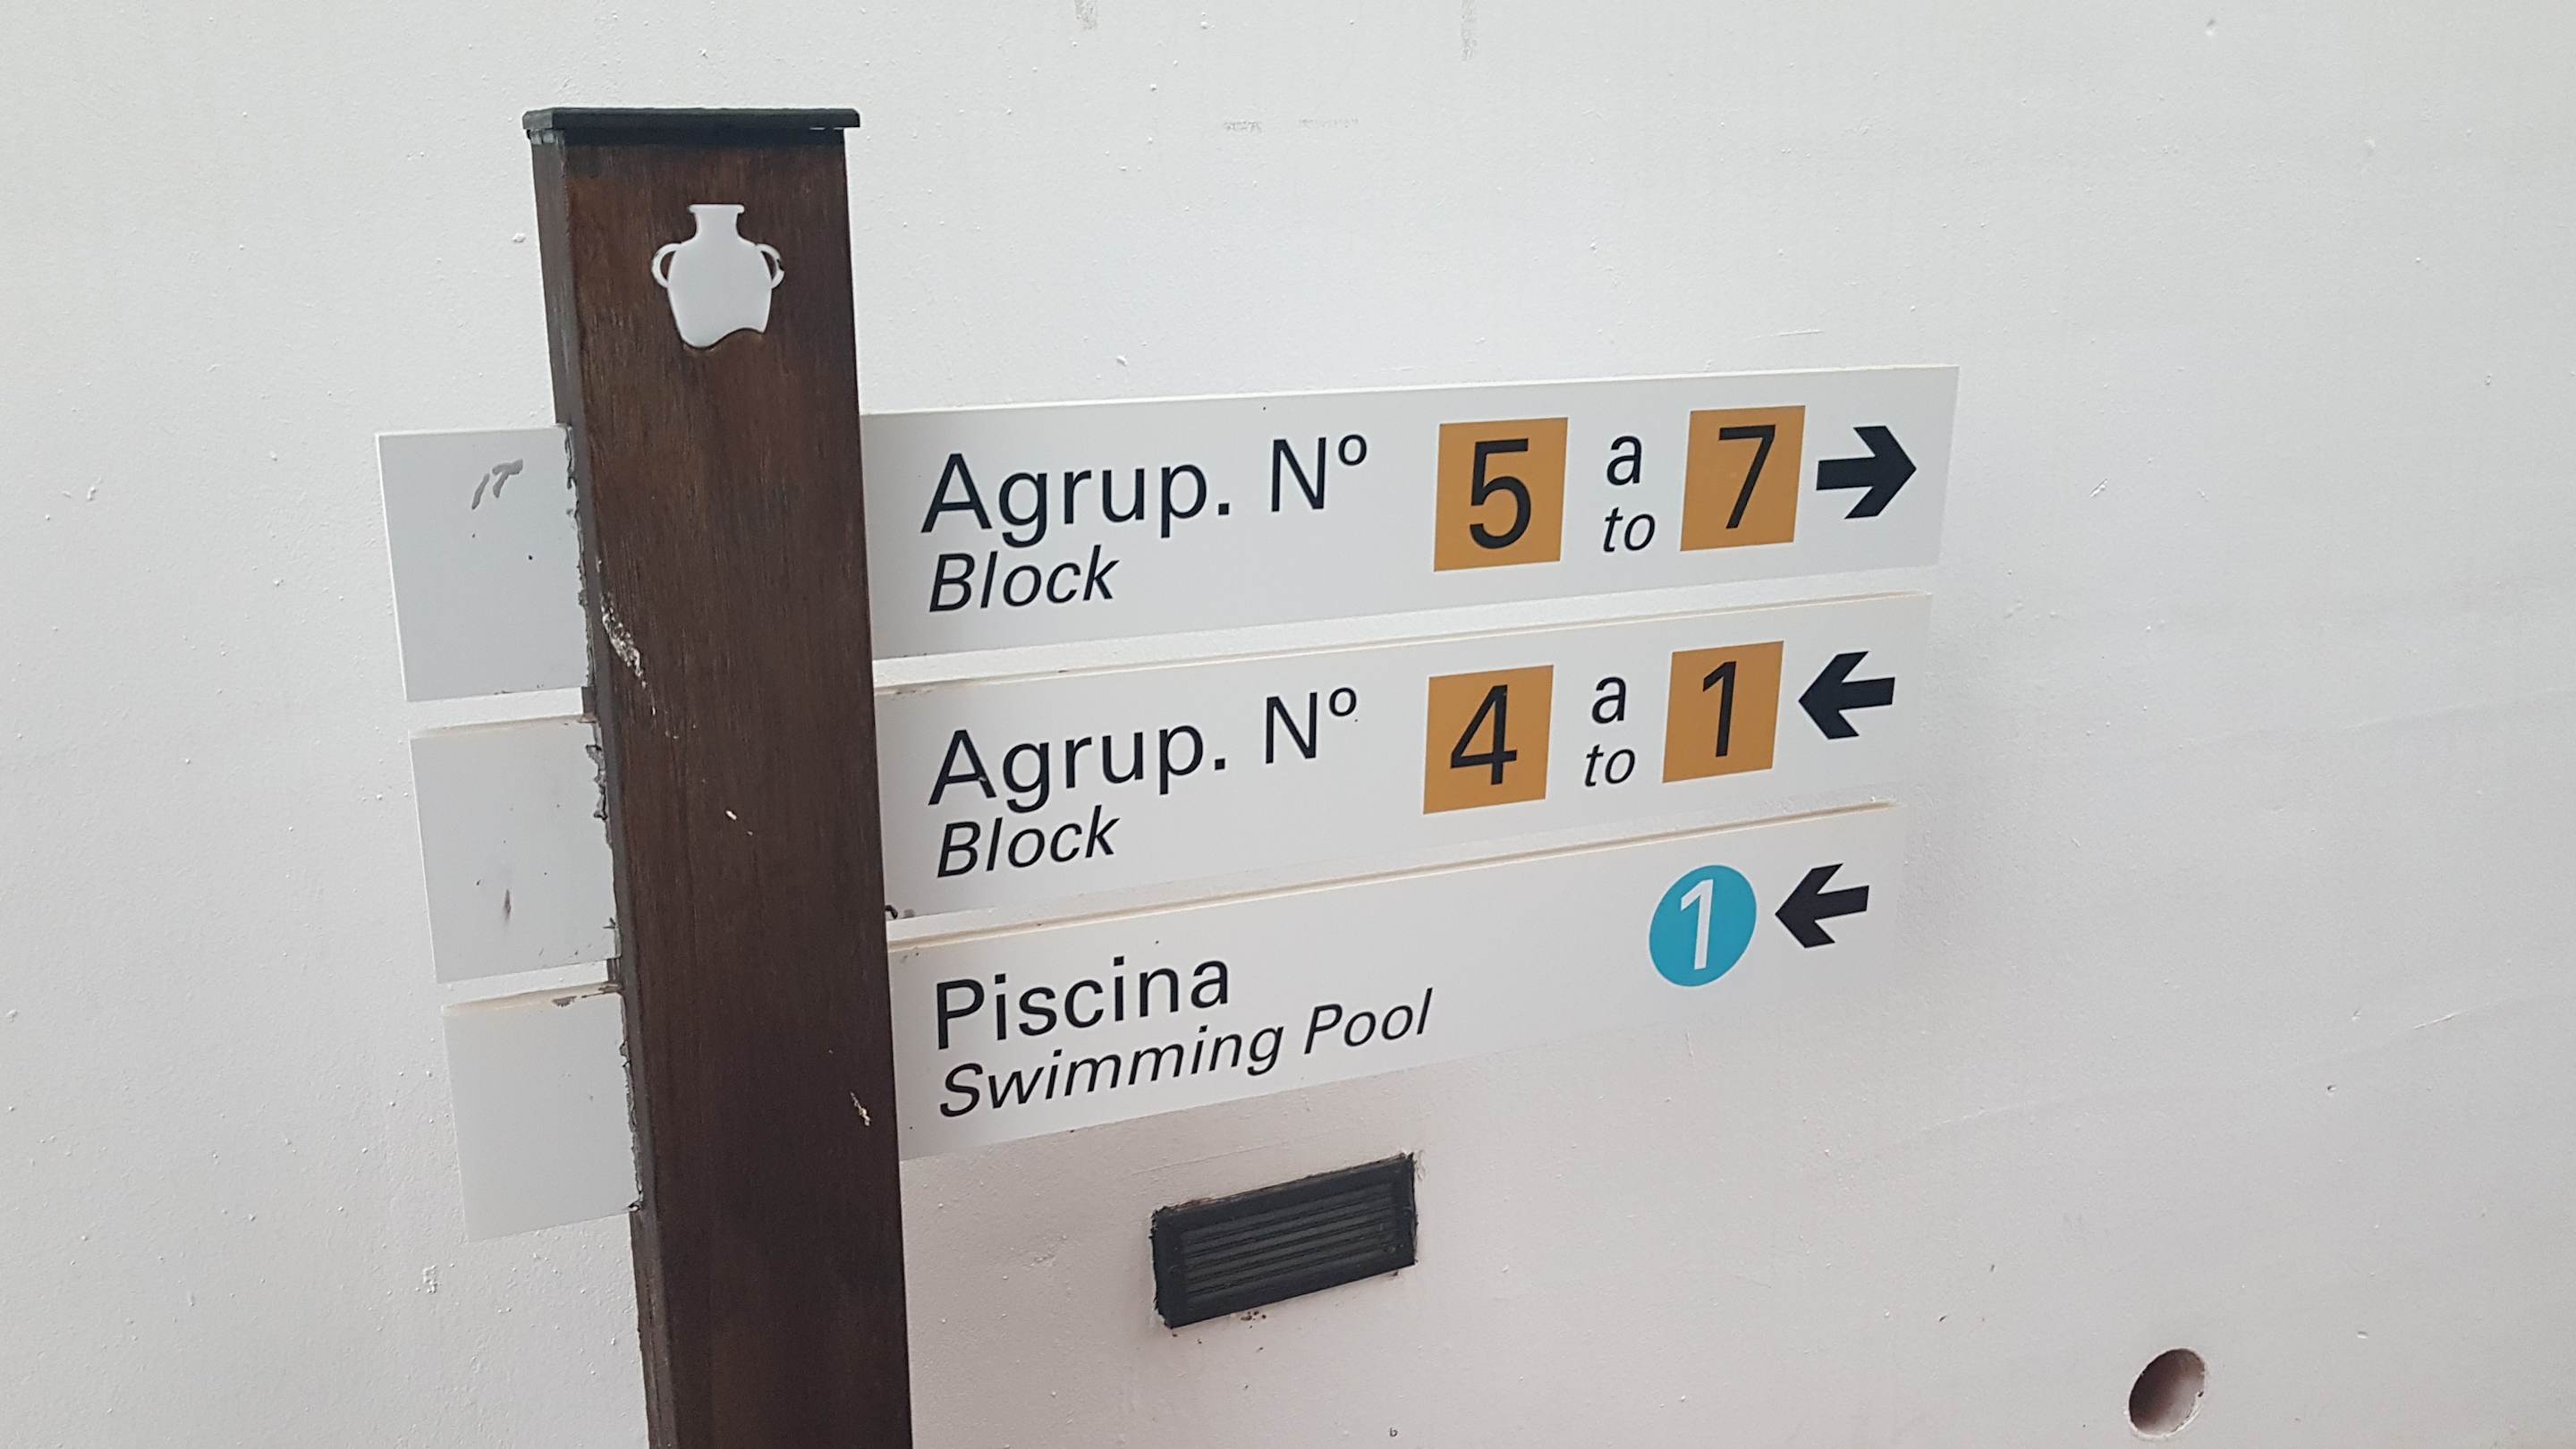 Agrup. Nº 5 a 7 →
Block to
Agrup. Nº 4 a 1 ←
Block to
Piscina 1 ←
Swimming Pool